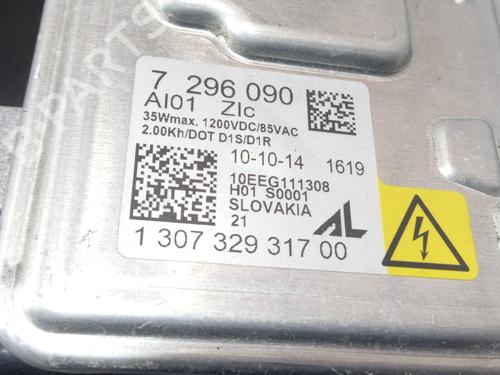 7 296 090
AI01 ZIc
35Wmax. 1200VDC/85VAC
2.00Kh/DOT D1S/D1R
10-10-14 1619
10EEG111308
H01 S0001
SLOVAKIA
21
AL
1 307 329 317 00
B-PARTS